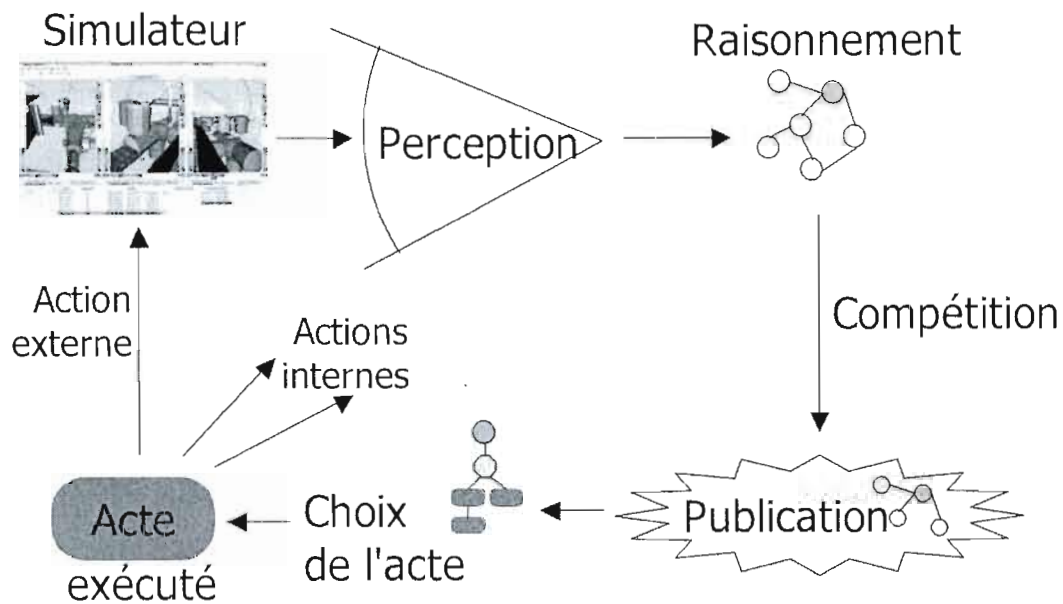 Simulateur
Perception
Raisonnement
Compétition
Publication
Choix
de l'acte
Acte
exécuté
Action
externe
Actions
internes